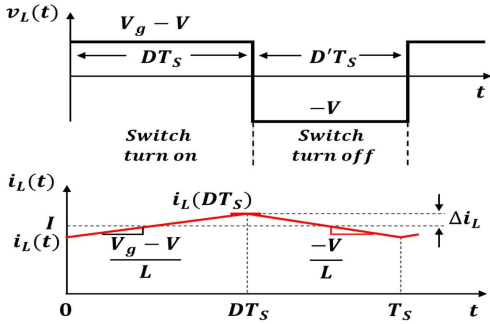 v_L(t)
V_g − V
DT_S
D'T_S
−V
t
Switch turn on
Switch turn off
i_L(t)
i_L(DT_S)
I
i_L(t)
Δi_L
V_g − V
L
−V
L
t
0
DT_S
T_S